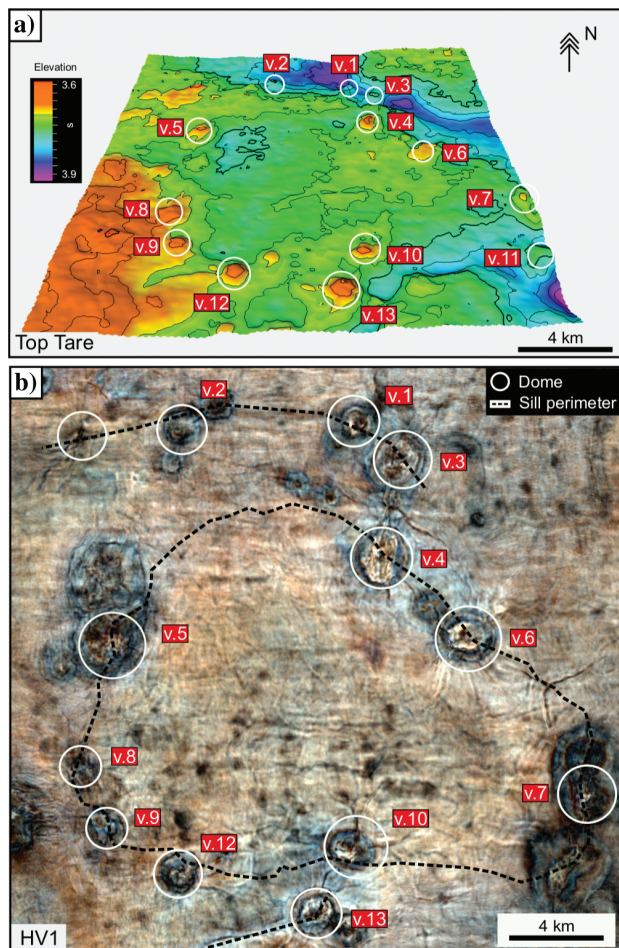 a)
N
Elevation
3.6
s
3.9
v.2
v.1
v.3
v.4
v.5
v.6
v.7
v.8
v.9
v.10
v.11
v.12
v.13
Top Tare
4 km
b)
Dome
Sill perimeter
v.2
v.1
v.3
v.4
v.5
v.6
v.8
v.7
v.9
v.10
v.12
v.13
HV1
4 km